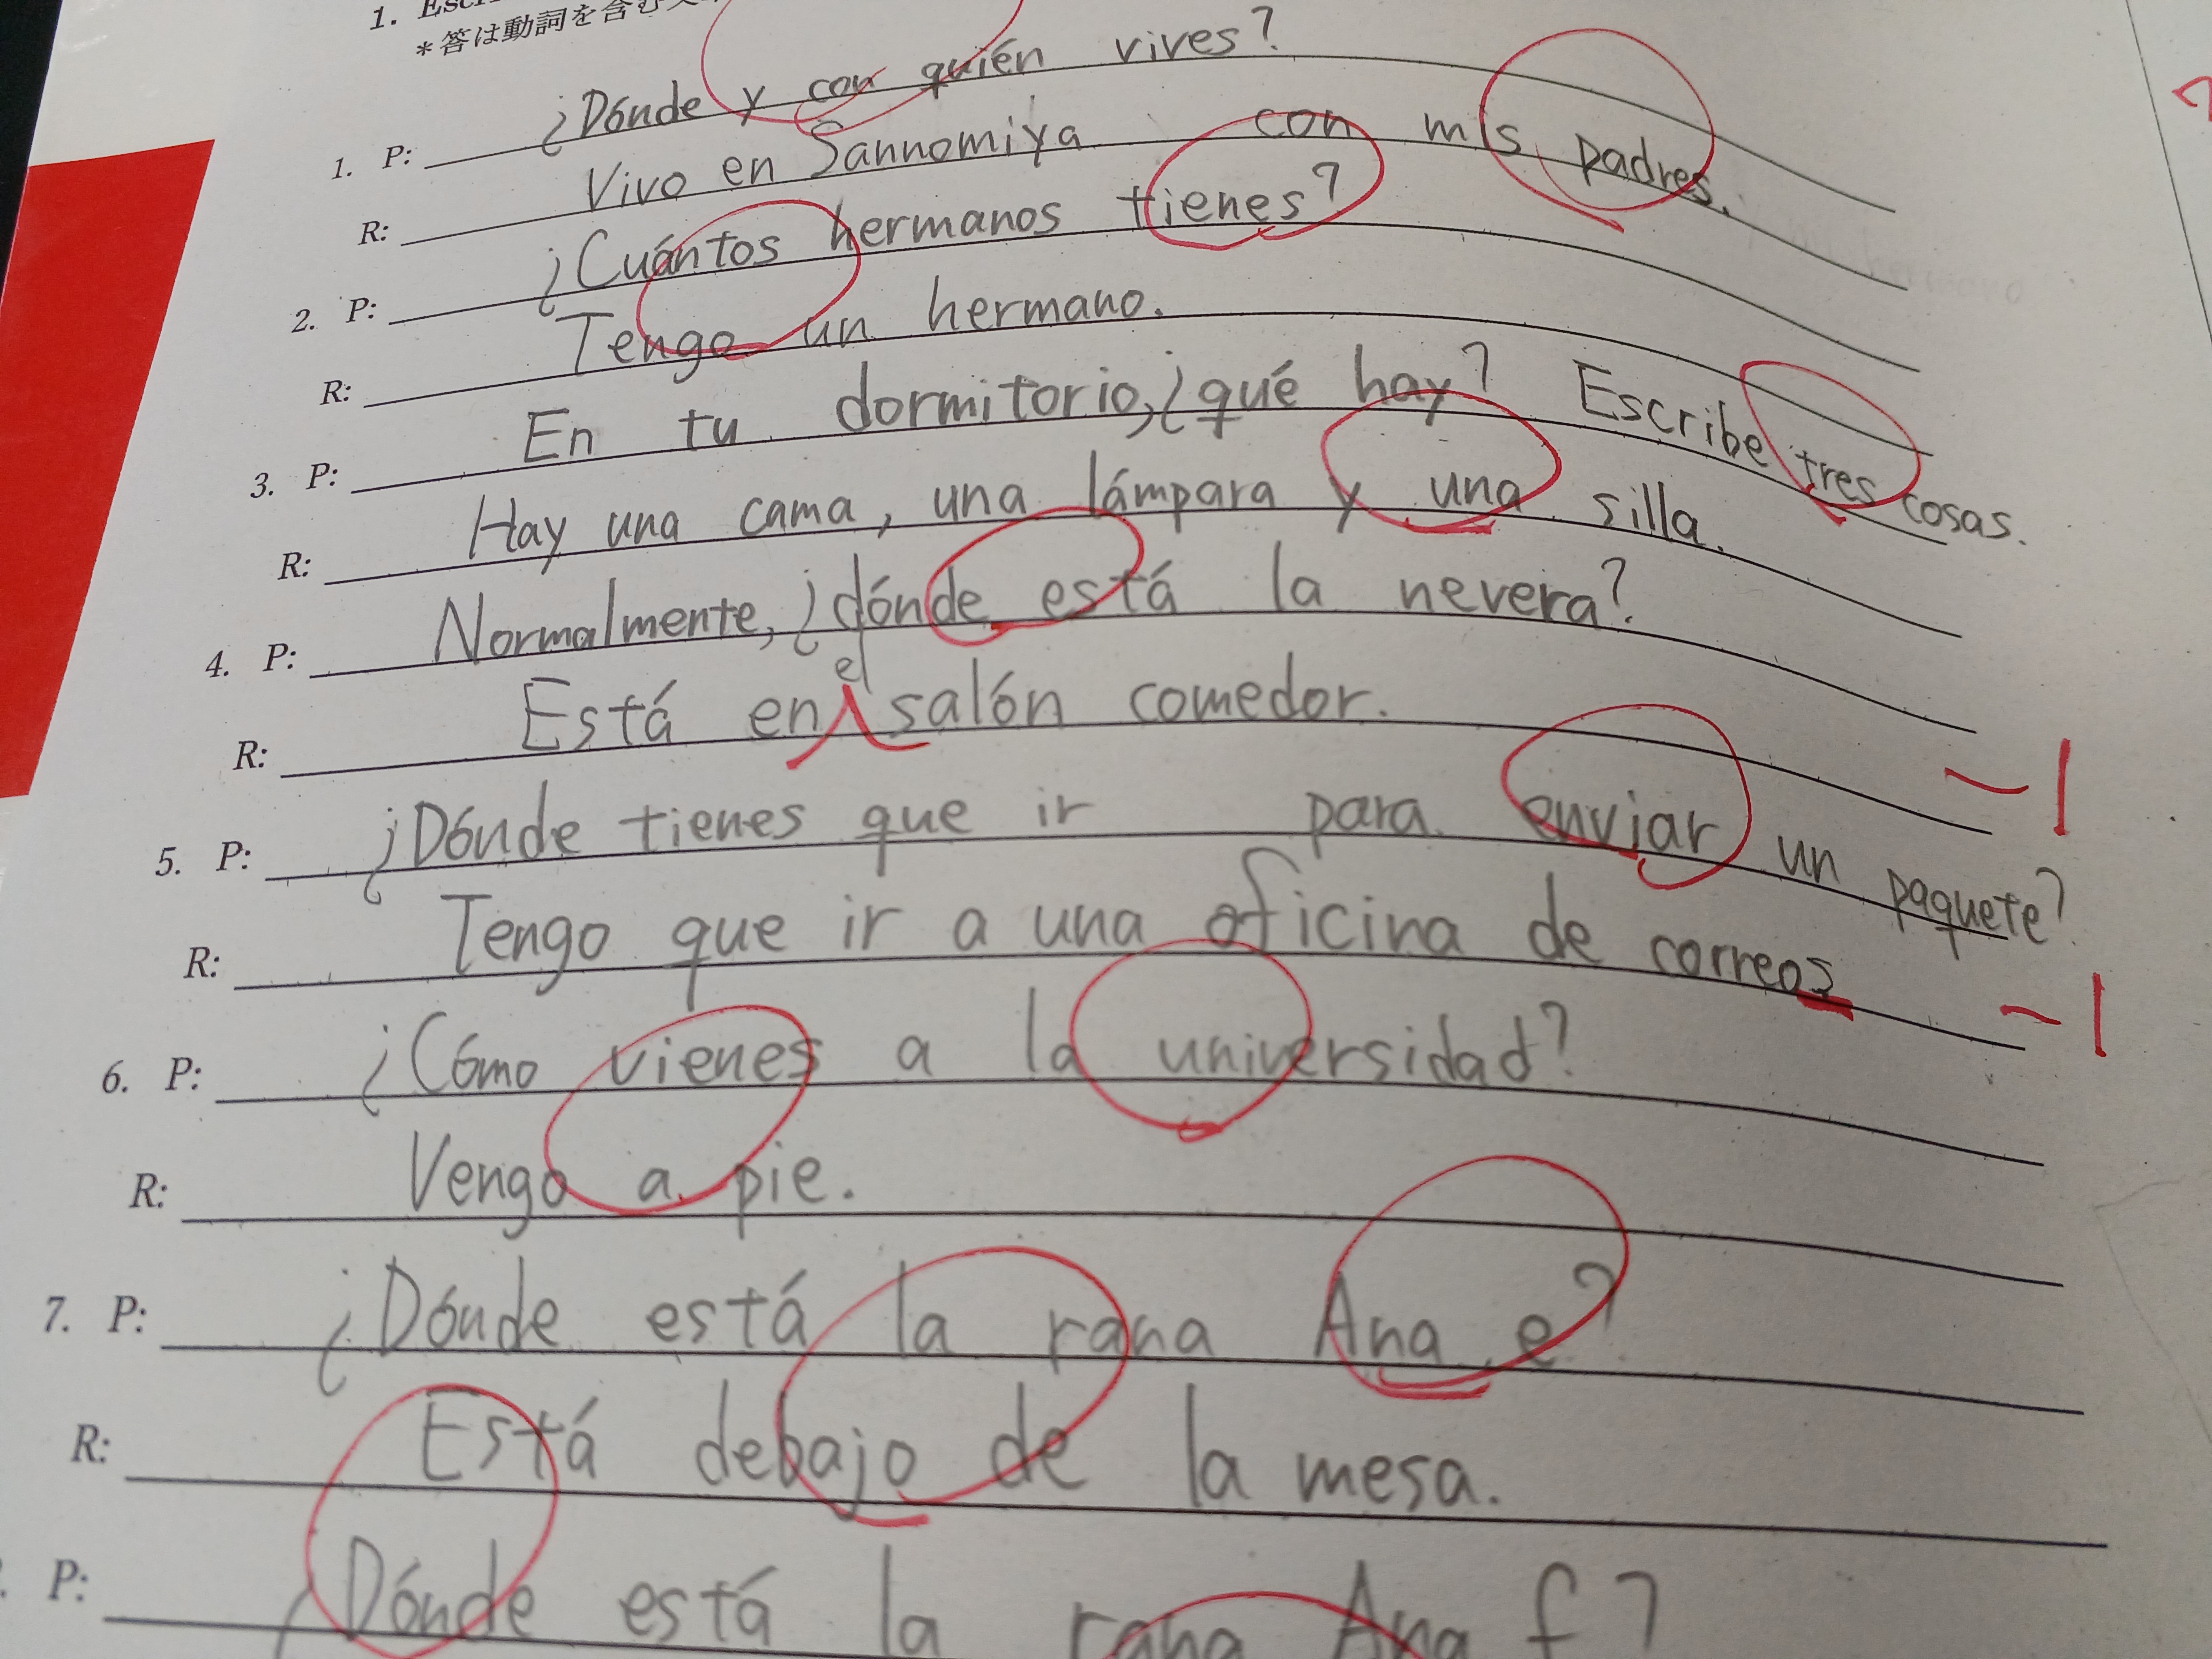 1.
*答は動詞を含む
1. P: ¿Dónde y con quién vives?
R: Vivo en Sannomiya con mis padres.
2. P: ¿Cuántos hermanos tienes?
R: Tengo un hermano.
3. P: En tu dormitorio, ¿qué hay? Escribe tres cosas.
R: Hay una cama, una lámpara y una silla.
4. P: Normalmente, ¿dónde está la nevera?
R: Está en el salón comedor.
-1
5. P: ¿Dónde tienes que ir para enviar un paquete?
R: Tengo que ir a una oficina de correos
-1
6. P: ¿Cómo vienes a la universidad?
R: Vengo a pie.
7. P: ¿Dónde está la rana Ana e?
R: Está debajo de la mesa.
P: ¿Dónde está la rana Ana f?